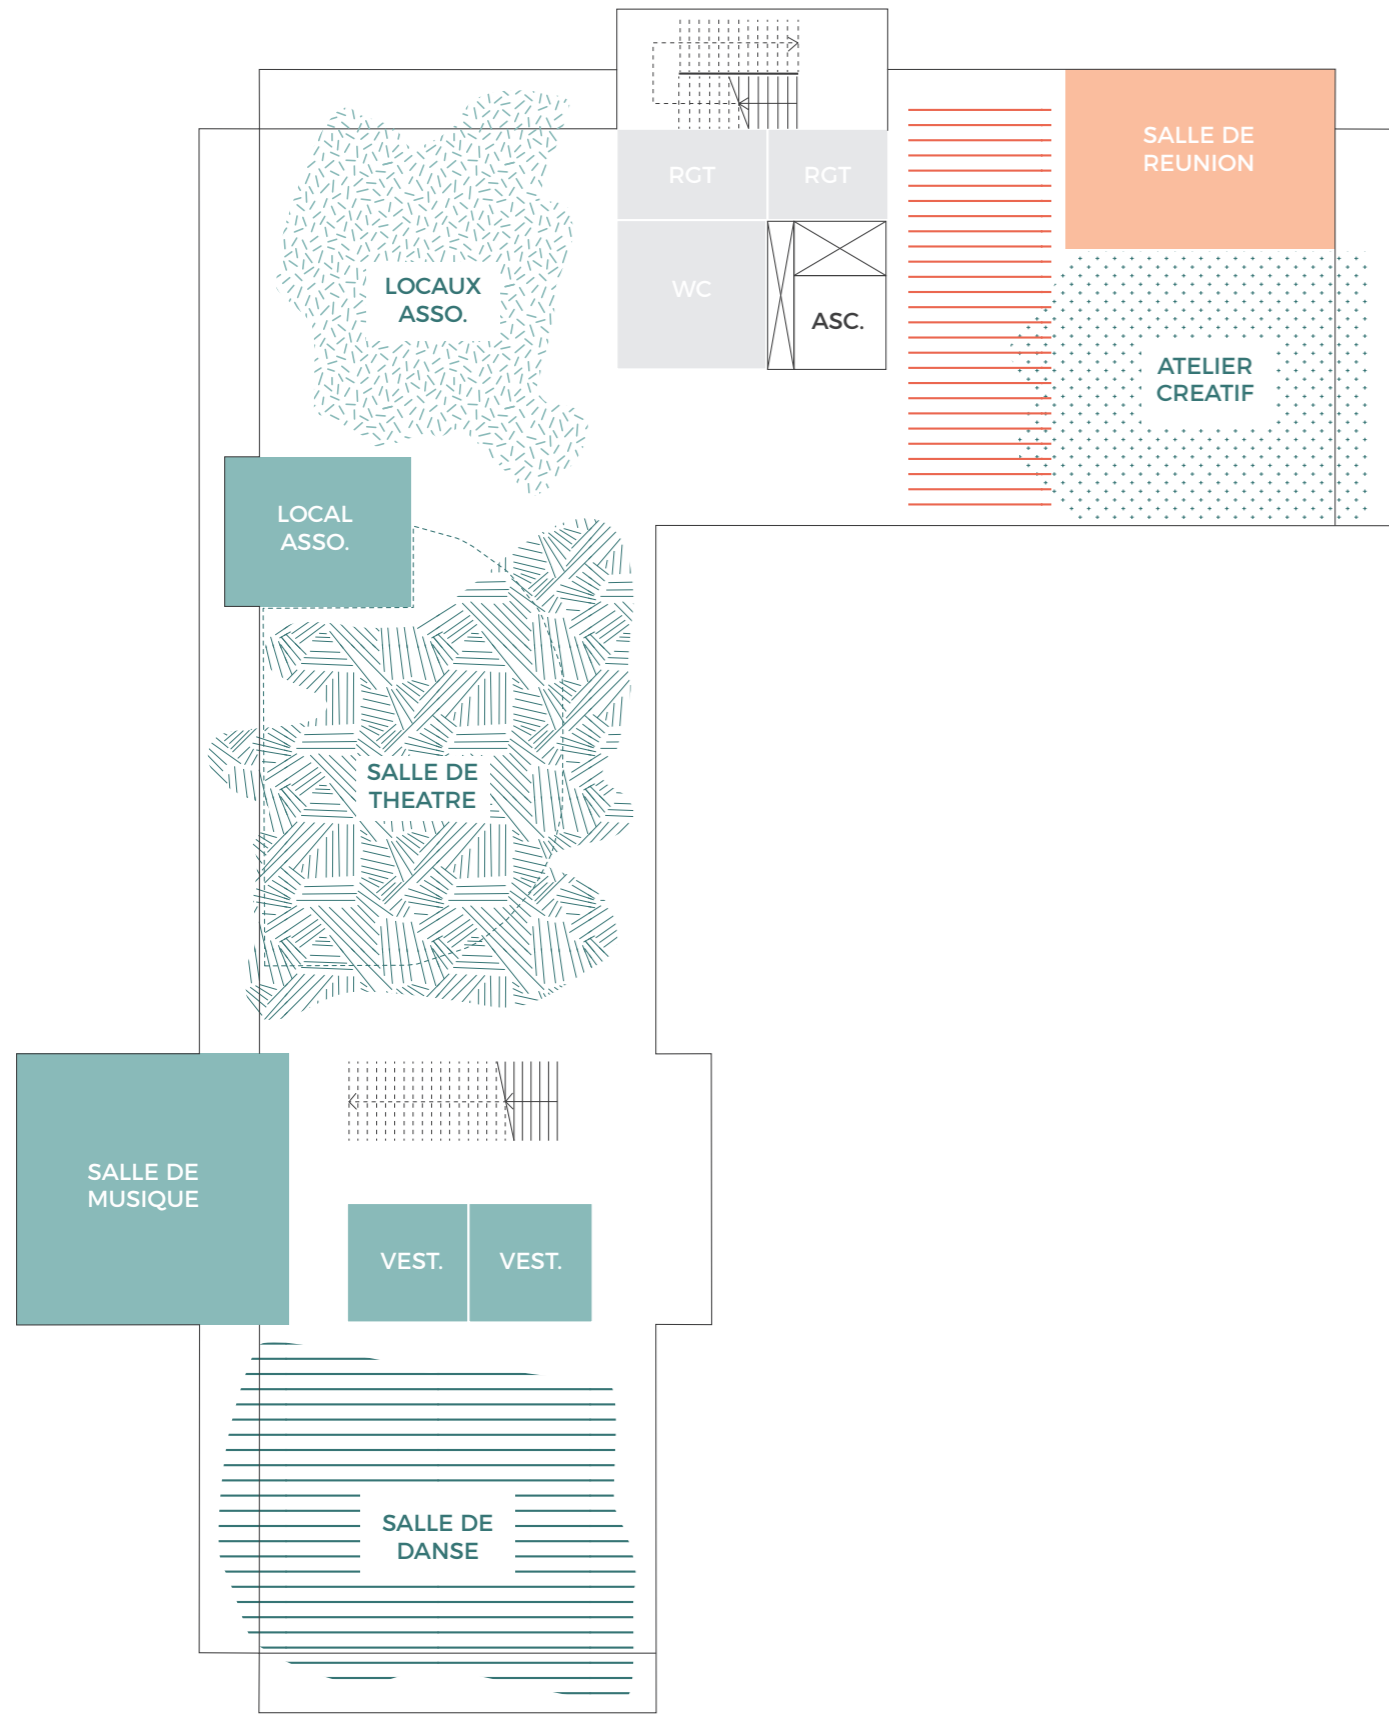 SALLE DE
REUNION
RGT
RGT
LOCAUX
ASSO.
WC
ASC.
ATELIER
CREATIF
LOCAL
ASSO.
SALLE DE
THEATRE
SALLE DE
MUSIQUE
VEST.
VEST.
SALLE DE
DANSE